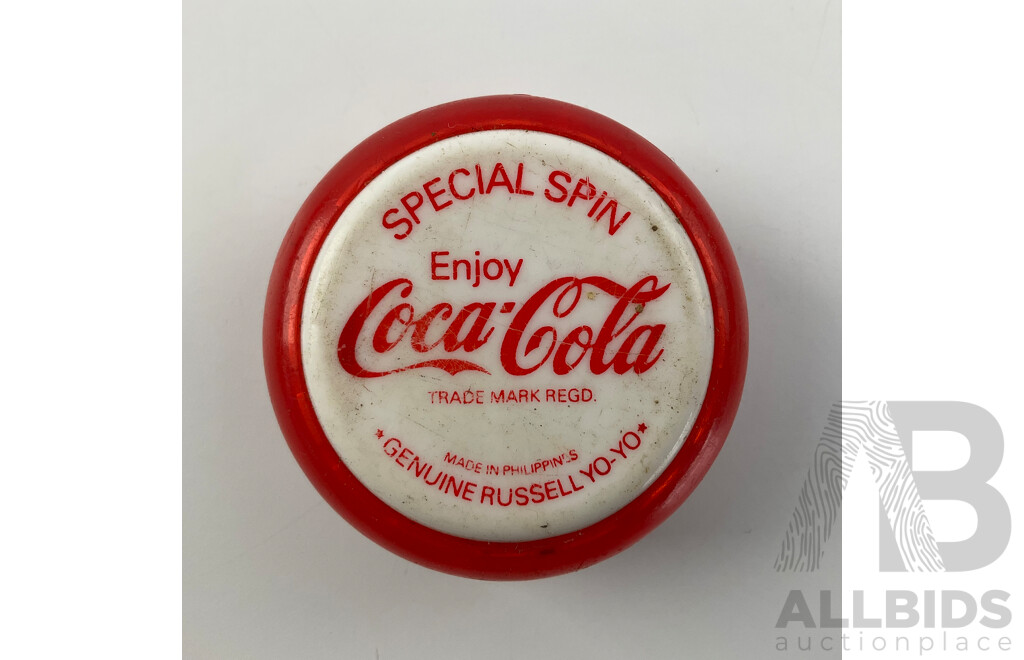 SPECIAL SPIN
Enjoy
Coca-Cola
TRADE MARK REGD.
MADE IN PHILIPPINES
*GENUINE RUSSELL YO-YO*
AB
ALLBIDS
auctionplace